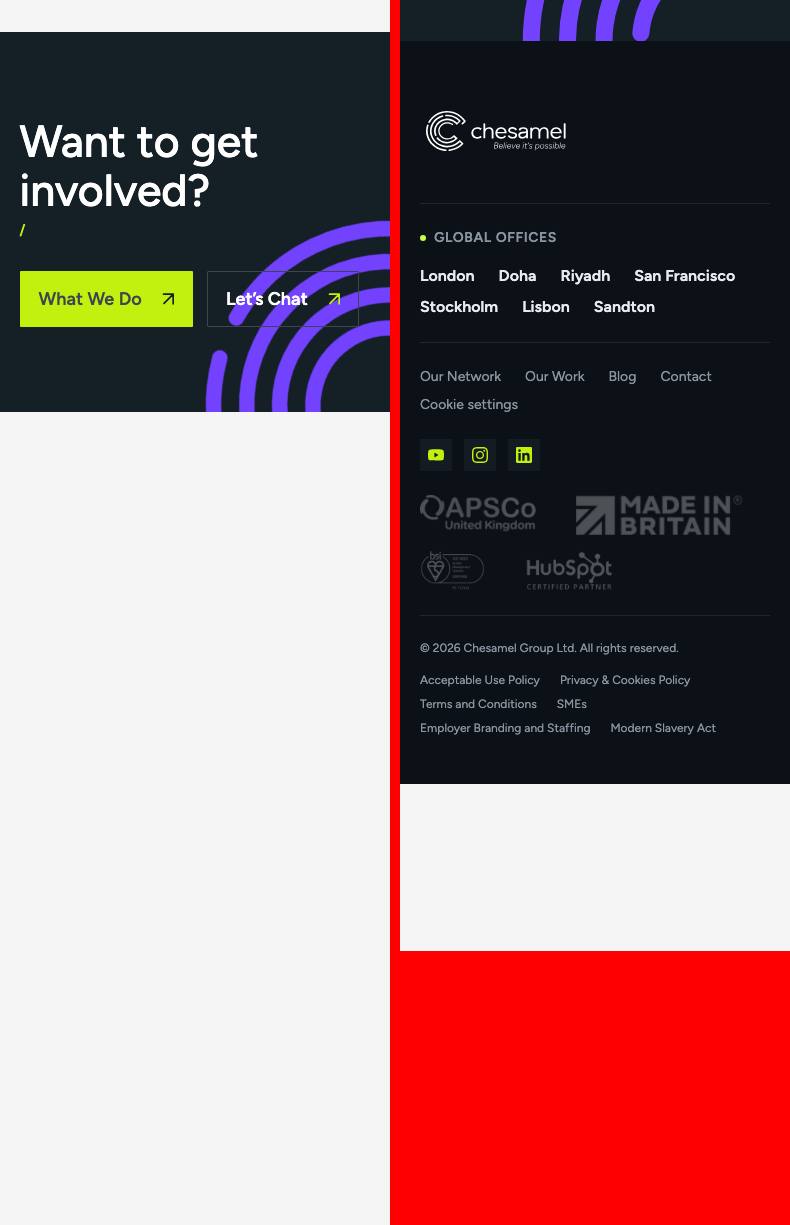 Want to get
involved?
/
What We Do
Let's Chat
chesamel
Believe it's possible
GLOBAL OFFICES
London Doha Riyadh San Francisco
Stockholm Lisbon Sandton
Our Network Our Work Blog Contact
Cookie settings
APSCo
United Kingdom
MADE IN
BRITAIN
bsi
HubSpot
CERTIFIED PARTNER
© 2026 Chesamel Group Ltd. All rights reserved.
Acceptable Use Policy Privacy & Cookies Policy
Terms and Conditions SMEs
Employer Branding and Staffing Modern Slavery Act